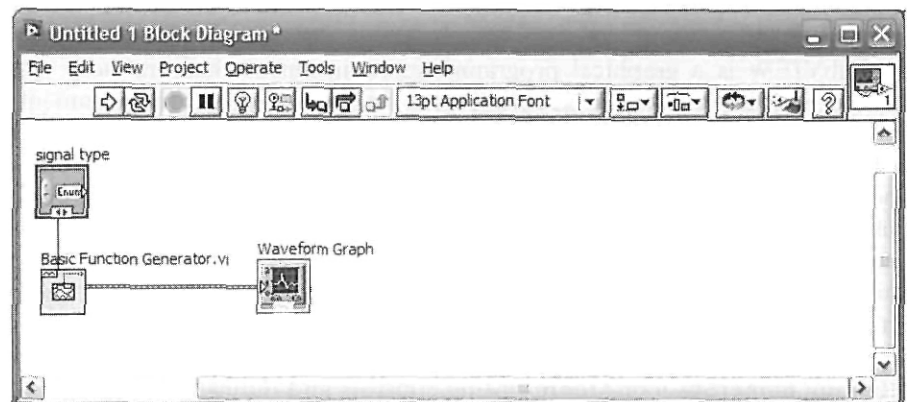 Untitled 1 Block Diagram *
File Edit View Project Operate Tools Window Help
13pt Application Font
1
signal type
Enum
Basic Function Generator.vi
Waveform Graph